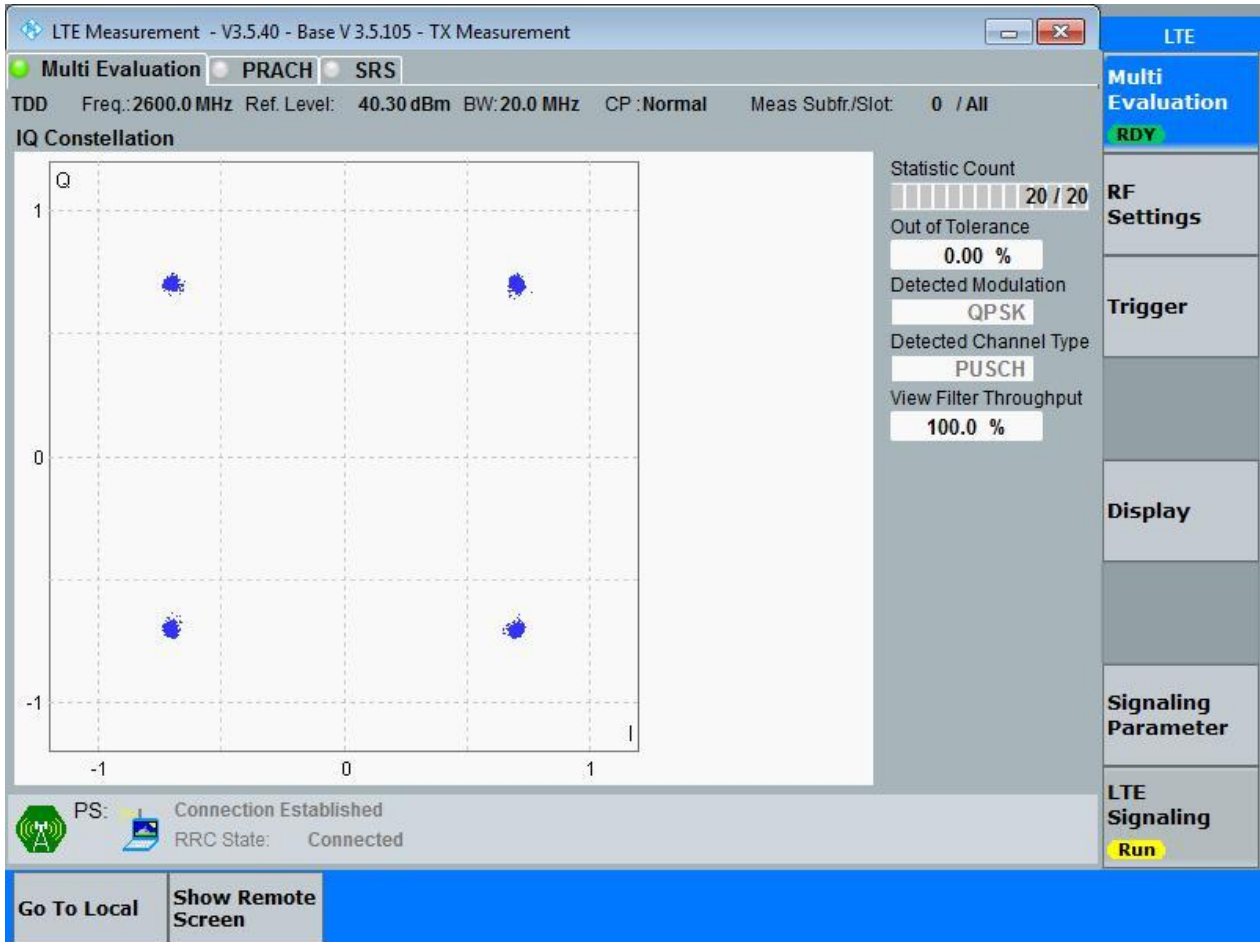 LTE Measurement - V3.5.40 - Base V 3.5.105 - TX Measurement
LTE
Multi Evaluation PRACH SRS
TDD Freq.: 2600.0 MHz Ref. Level: 40.30 dBm BW: 20.0 MHz CP : Normal Meas Subfr./Slot: 0 / All
IQ Constellation
Q
1
0
-1
I
-1 0 1
Statistic Count
20 / 20
Out of Tolerance
0.00 %
Detected Modulation
QPSK
Detected Channel Type
PUSCH
View Filter Throughput
100.0 %
Multi
Evaluation
RDY
RF
Settings
Trigger
Display
Signaling
Parameter
LTE
Signaling
Run
PS: Connection Established
RRC State: Connected
Go To Local
Show Remote
Screen